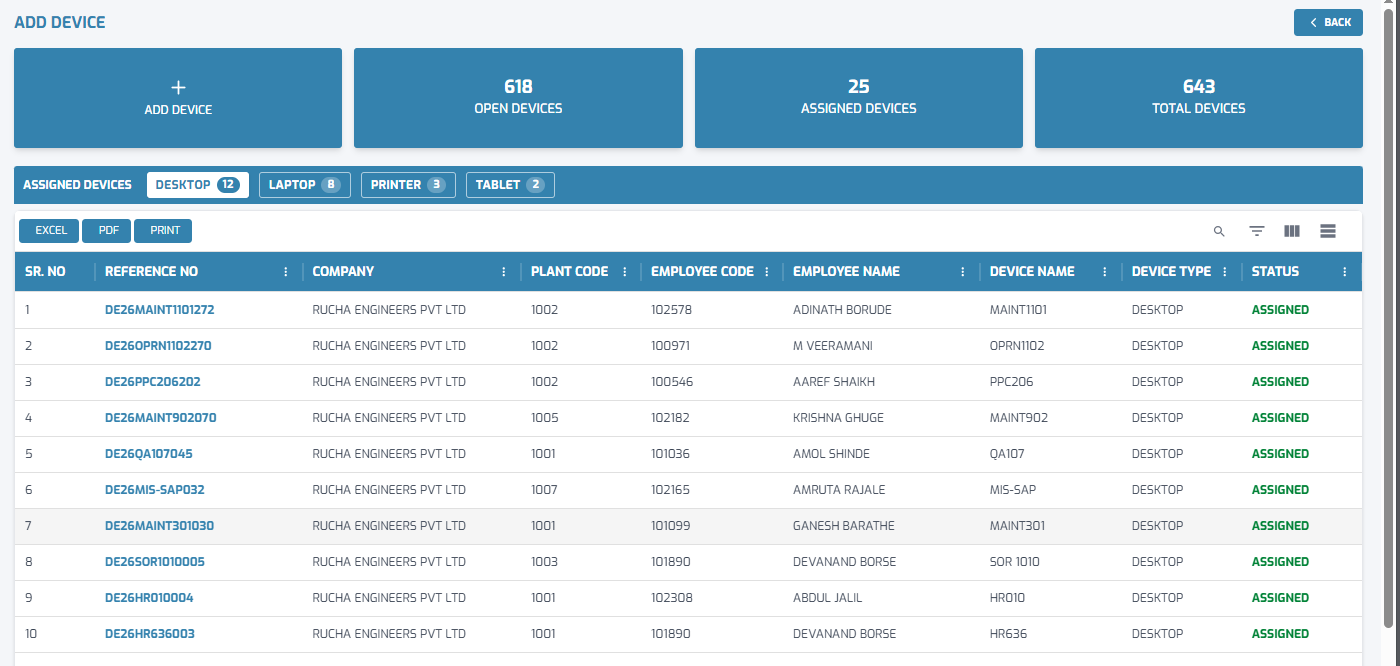 ADD DEVICE
BACK
ADD DEVICE
618
OPEN DEVICES
25
ASSIGNED DEVICES
643
TOTAL DEVICES
ASSIGNED DEVICES DESKTOP 12 LAPTOP 8 PRINTER 3 TABLET 2
EXCEL PDF PRINT
SR. NO REFERENCE NO COMPANY PLANT CODE EMPLOYEE CODE EMPLOYEE NAME DEVICE NAME DEVICE TYPE STATUS
1 DE26MAINT1101272 RUCHA ENGINEERS PVT LTD 1002 102578 ADINATH BORUDE MAINT1101 DESKTOP ASSIGNED
2 DE26OPRN1102270 RUCHA ENGINEERS PVT LTD 1002 100971 M VEERAMANI OPRN1102 DESKTOP ASSIGNED
3 DE26PPC206202 RUCHA ENGINEERS PVT LTD 1002 100546 AAREF SHAIKH PPC206 DESKTOP ASSIGNED
4 DE26MAINT902070 RUCHA ENGINEERS PVT LTD 1005 102182 KRISHNA GHUGE MAINT902 DESKTOP ASSIGNED
5 DE26QA107045 RUCHA ENGINEERS PVT LTD 1001 101036 AMOL SHINDE QA107 DESKTOP ASSIGNED
6 DE26MIS-SAP032 RUCHA ENGINEERS PVT LTD 1007 102165 AMRUTA RAJALE MIS-SAP DESKTOP ASSIGNED
7 DE26MAINT301030 RUCHA ENGINEERS PVT LTD 1001 101099 GANESH BARATHE MAINT301 DESKTOP ASSIGNED
8 DE26SOR1010005 RUCHA ENGINEERS PVT LTD 1003 101890 DEVANAND BORSE SOR 1010 DESKTOP ASSIGNED
9 DE26HR010004 RUCHA ENGINEERS PVT LTD 1001 102308 ABDUL JALIL HR010 DESKTOP ASSIGNED
10 DE26HR636003 RUCHA ENGINEERS PVT LTD 1001 101890 DEVANAND BORSE HR636 DESKTOP ASSIGNED